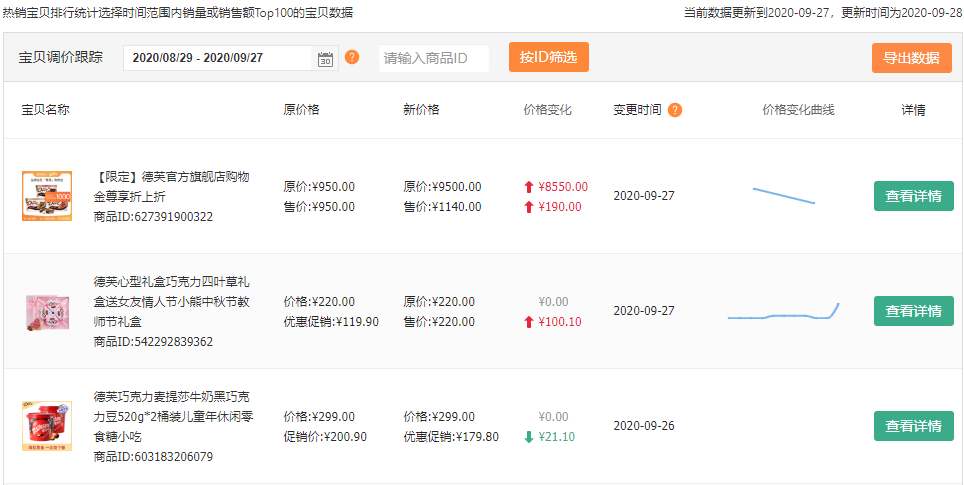 热销宝贝排行统计选择时间范围内销量或销售额Top100的宝贝数据
当前数据更新到2020-09-27，更新时间为2020-09-28
宝贝调价跟踪
2020/08/29 - 2020/09/27
30
?
请输入商品ID
按ID筛选
导出数据
宝贝名称
原价格
新价格
价格变化
变更时间
?
价格变化曲线
详情
【限定】德芙官方旗舰店购物
金尊享折上折
商品ID:627391900322
原价:¥950.00
售价:¥950.00
原价:¥9500.00
售价:¥1140.00
¥8550.00
¥190.00
2020-09-27
查看详情
德芙心型礼盒巧克力四叶草礼
盒送女友情人节小熊中秋节教
师节礼盒
商品ID:542292839362
价格:¥220.00
优惠促销:¥119.90
原价:¥220.00
售价:¥220.00
¥0.00
¥100.10
2020-09-27
查看详情
德芙巧克力麦提莎牛奶黑巧克
力豆520g*2桶装儿童年休闲零
食糖小吃
商品ID:603183206079
价格:¥299.00
促销价:¥200.90
价格:¥299.00
优惠促销:¥179.80
¥0.00
¥21.10
2020-09-26
查看详情